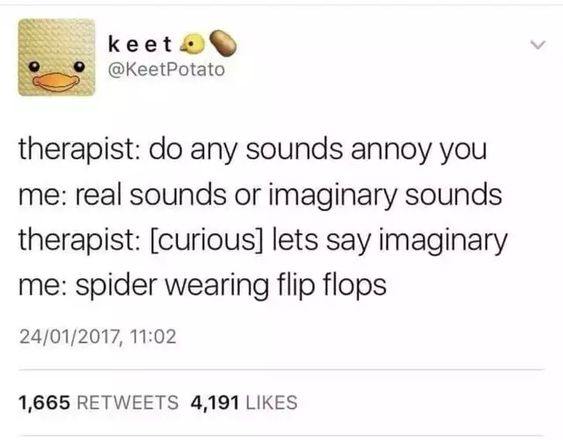 keet 🐤🥔
@KeetPotato
therapist: do any sounds annoy you
me: real sounds or imaginary sounds
therapist: [curious] lets say imaginary
me: spider wearing flip flops
24/01/2017, 11:02
1,665 RETWEETS 4,191 LIKES